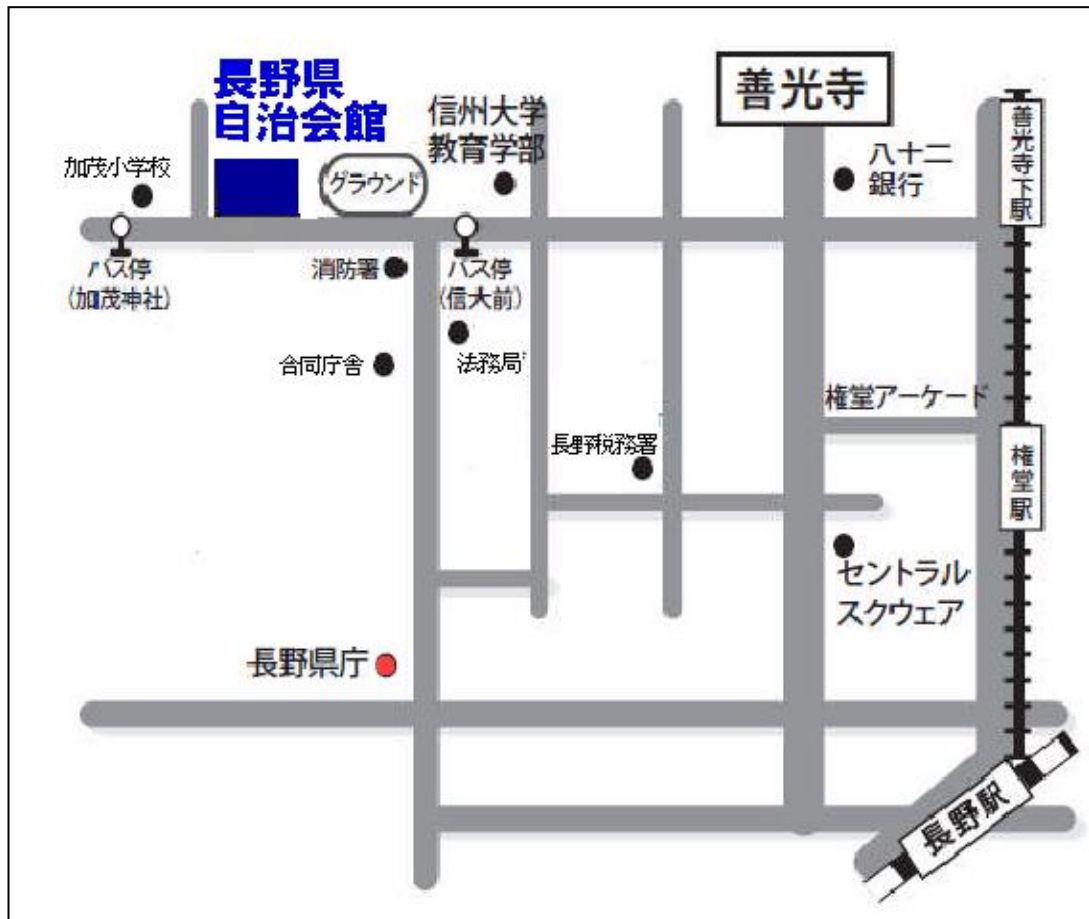 長野県
自治会館
信州大学
教育学部
善光寺
加茂小学校
グラウンド
八十二
銀行
善光寺下駅
バス停
(加茂神社)
消防署
バス停
(信大前)
合同庁舎
法務局
権堂アーケード
長野税務署
権堂駅
セントラル
スクウェア
長野県庁
長野駅